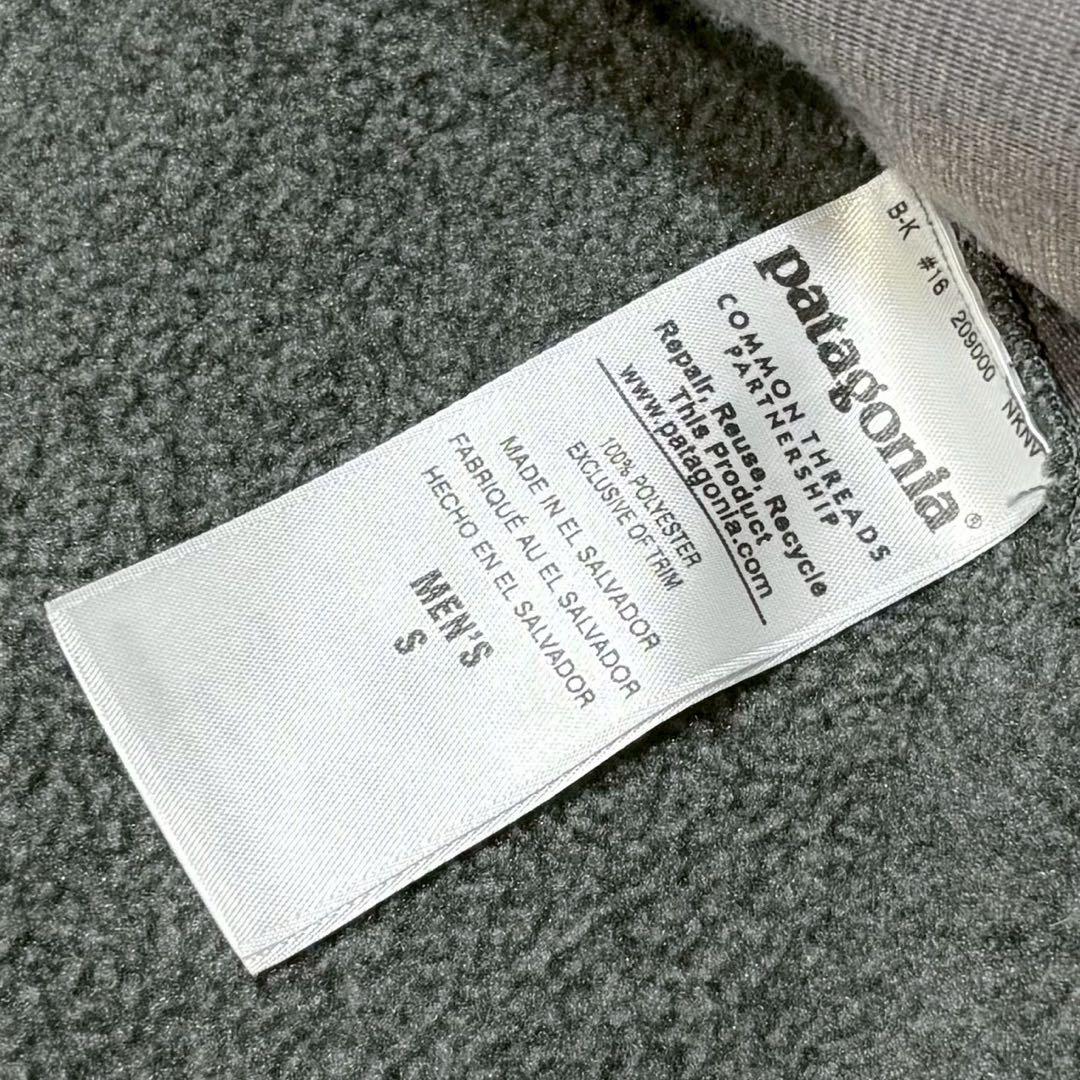 B-K #16 209000 NKNT
patagonia®
COMMON THREADS
PARTNERSHIP
Repair, Reuse, Recycle
This Product
www.patagonia.com
100% POLYESTER
EXCLUSIVE OF TRIM
MADE IN EL SALVADOR
FABRIQUÉ AU EL SALVADOR
HECHO EN EL SALVADOR
MEN'S
S